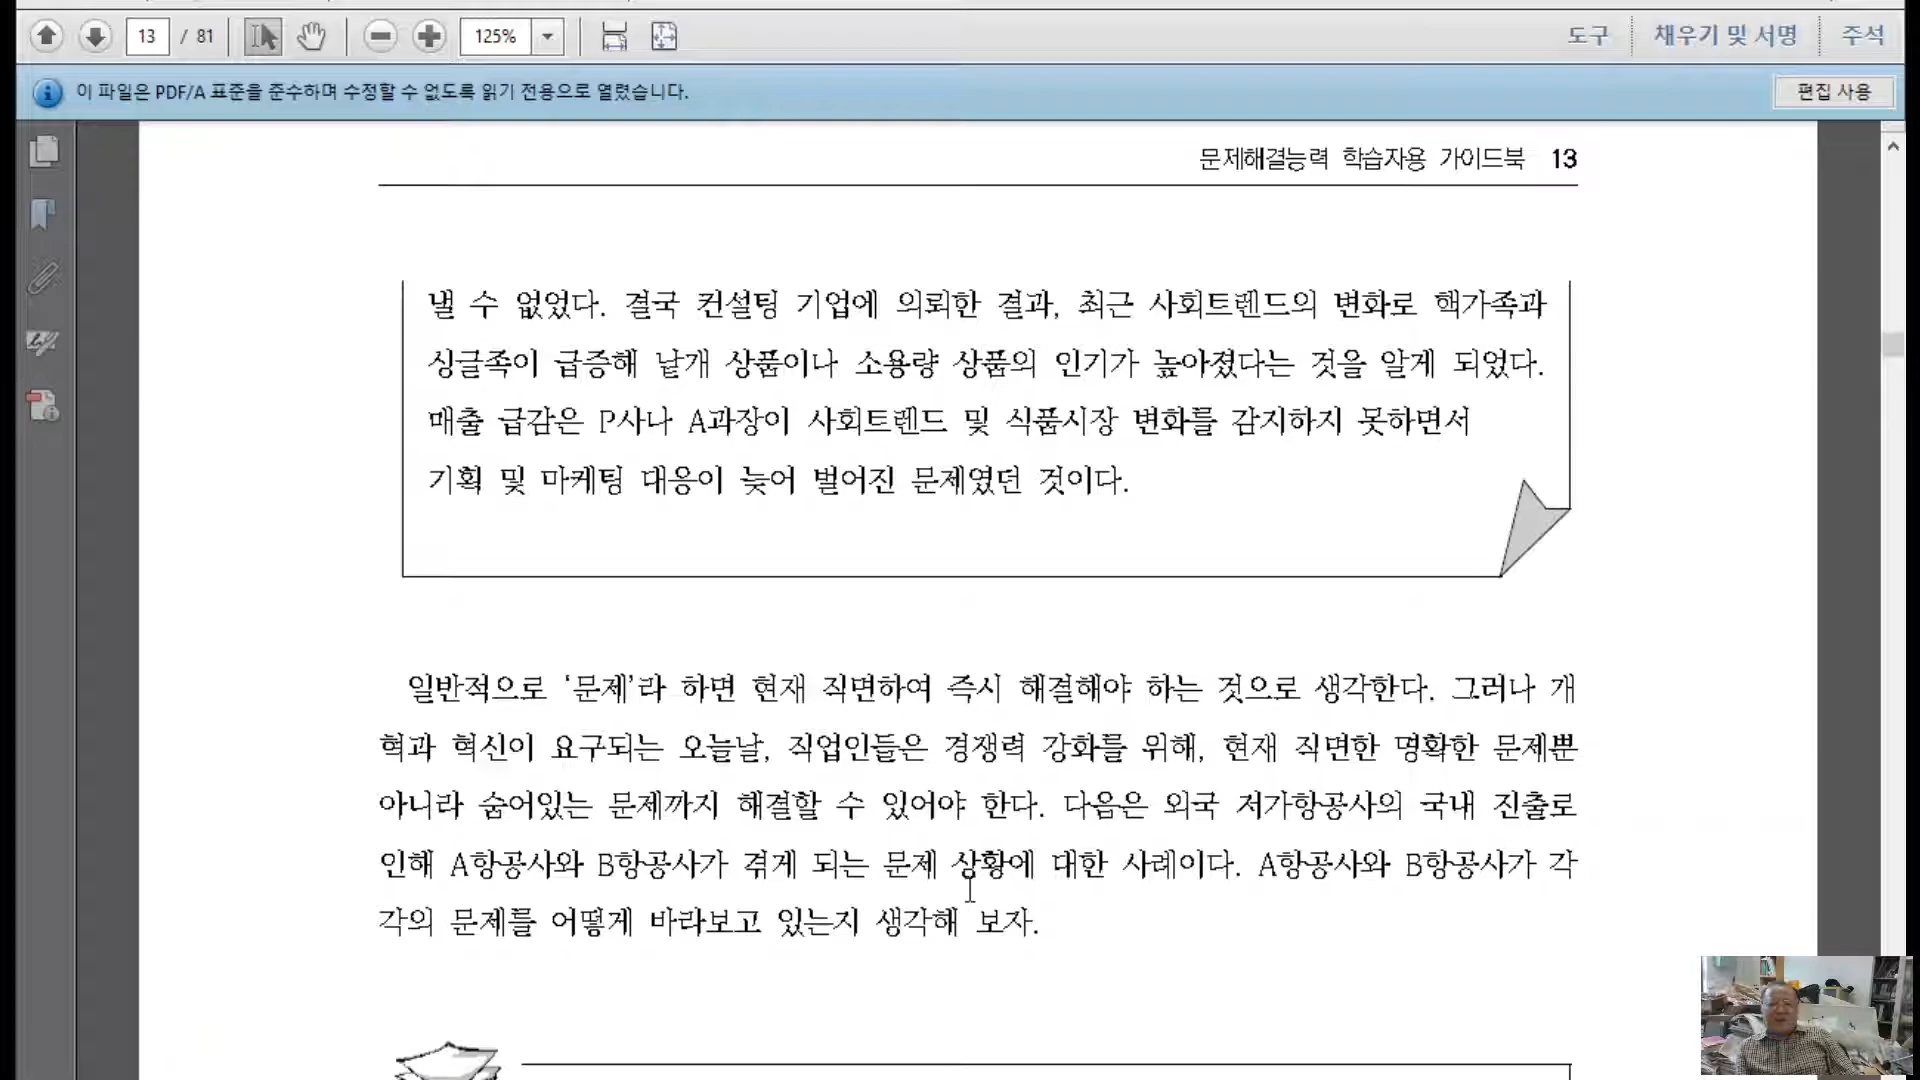 13 / 81
125%
도구
채우기 및 서명
주석
이 파일은 PDF/A 표준을 준수하며 수정할 수 없도록 읽기 전용으로 열렸습니다.
편집 사용
문제해결능력 학습자용 가이드북 13
낼 수 없었다. 결국 컨설팅 기업에 의뢰한 결과, 최근 사회트렌드의 변화로 핵가족과
싱글족이 급증해 낱개 상품이나 소용량 상품의 인기가 높아졌다는 것을 알게 되었다.
매출 급감은 P사나 A과장이 사회트렌드 및 식품시장 변화를 감지하지 못하면서
기획 및 마케팅 대응이 늦어 벌어진 문제였던 것이다.
일반적으로 ‘문제’라 하면 현재 직면하여 즉시 해결해야 하는 것으로 생각한다. 그러나 개
혁과 혁신이 요구되는 오늘날, 직업인들은 경쟁력 강화를 위해, 현재 직면한 명확한 문제뿐
아니라 숨어있는 문제까지 해결할 수 있어야 한다. 다음은 외국 저가항공사의 국내 진출로
인해 A항공사와 B항공사가 겪게 되는 문제 상황에 대한 사례이다. A항공사와 B항공사가 각
각의 문제를 어떻게 바라보고 있는지 생각해 보자.